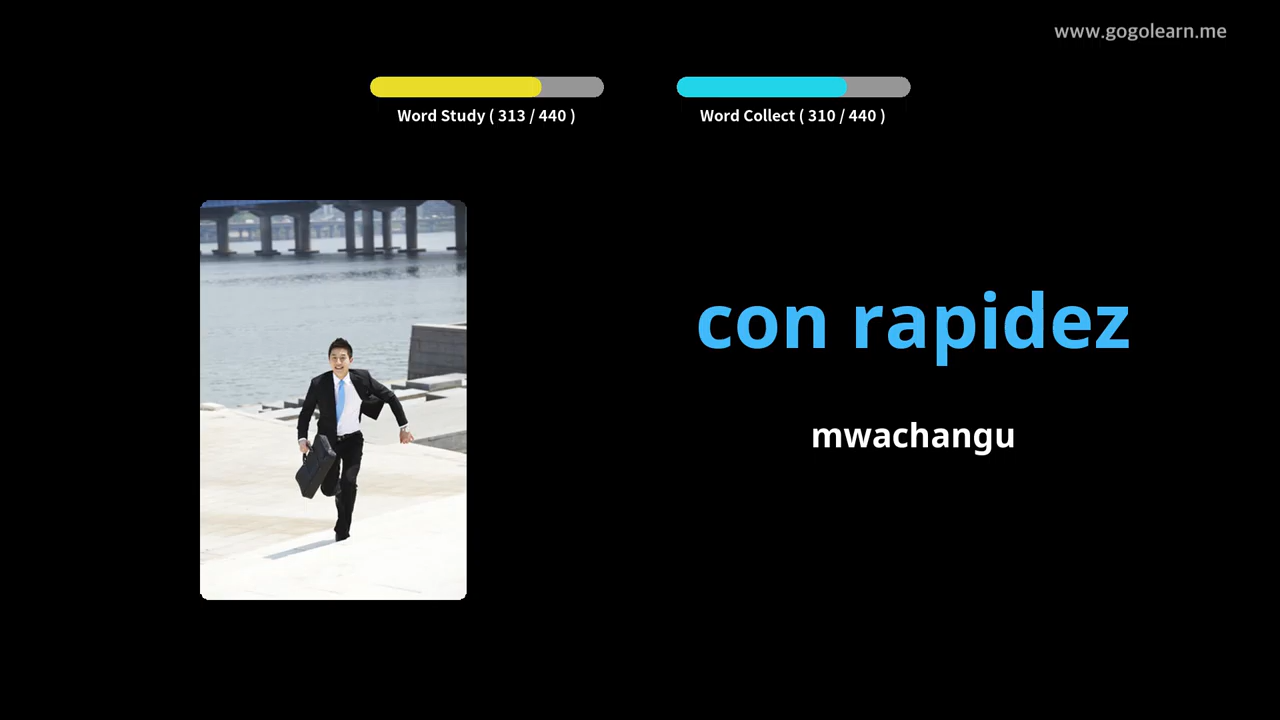 www.gogolearn.me
Word Study ( 313 / 440 )
Word Collect ( 310 / 440 )
con rapidez
mwachangu